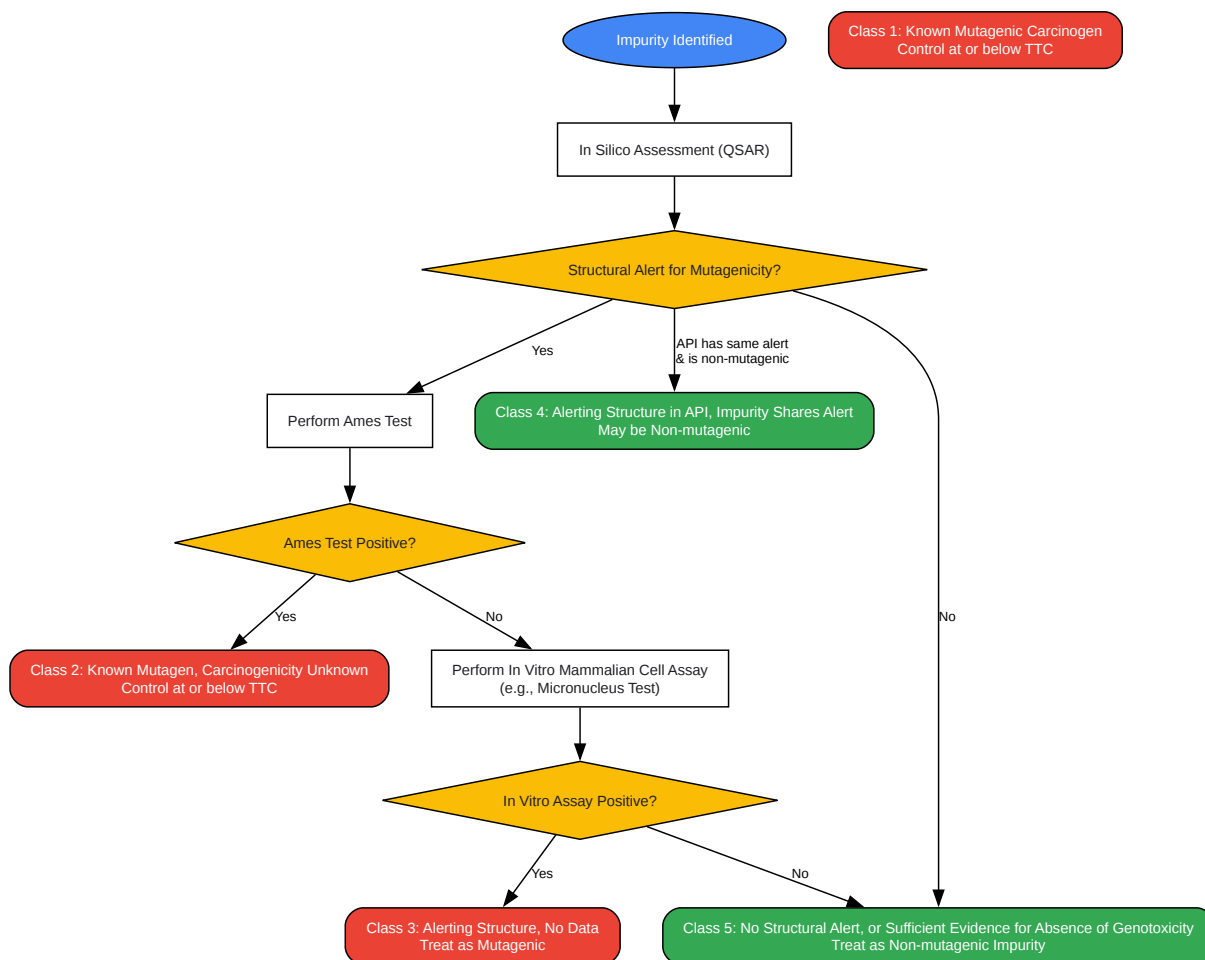 Impurity Identified
Class 1: Known Mutagenic Carcinogen
Control at or below TTC
In Silico Assessment (QSAR)
Structural Alert for Mutagenicity?
Yes
API has same alert
& is non-mutagenic
Perform Ames Test
Class 4: Alerting Structure in API, Impurity Shares Alert
May be Non-mutagenic
Ames Test Positive?
Yes
No
No
Class 2: Known Mutagen, Carcinogenicity Unknown
Control at or below TTC
Perform In Vitro Mammalian Cell Assay
(e.g., Micronucleus Test)
In Vitro Assay Positive?
Yes
No
Class 3: Alerting Structure, No Data
Treat as Mutagenic
Class 5: No Structural Alert, or Sufficient Evidence for Absence of Genotoxicity
Treat as Non-mutagenic Impurity